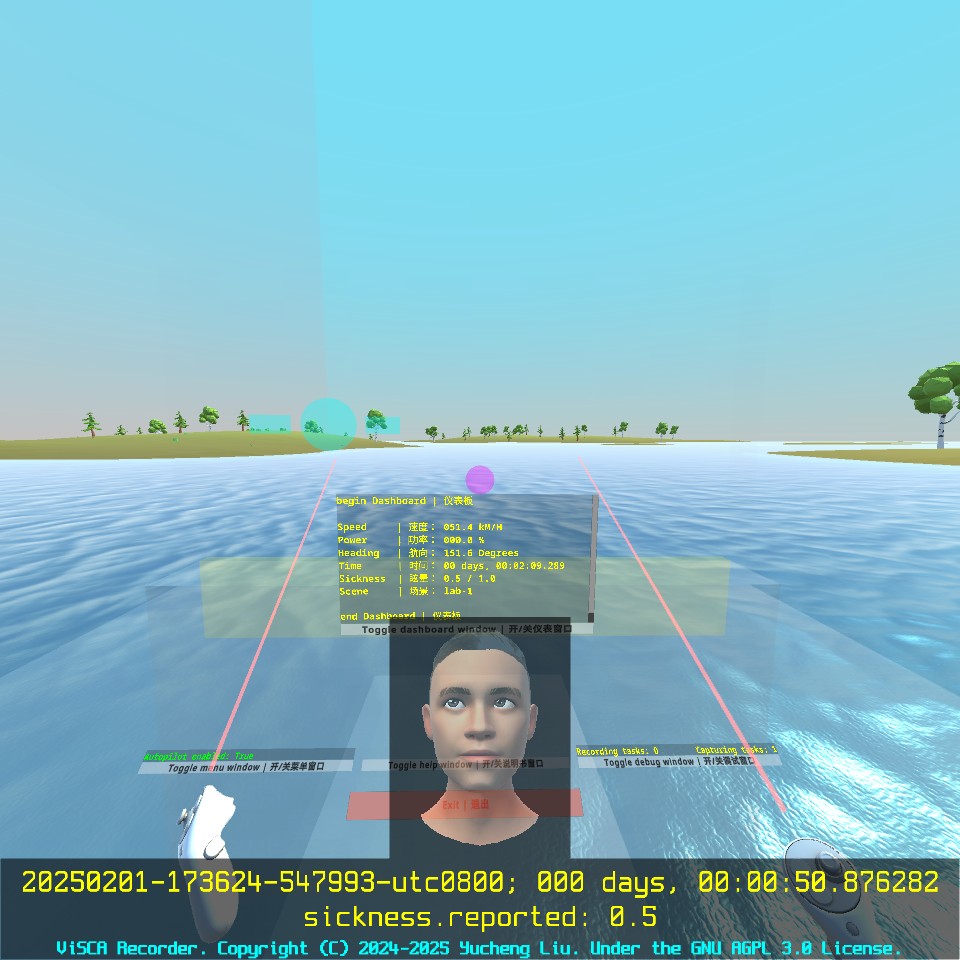 begin Dashboard | 仪表板
Speed | 速度: 051.4 kM/H
Power | 功率: 000.0 %
Heading | 航向: 151.6 Degrees
Time | 时间: 00 days, 00:02:09.289
Sickness | 眩晕: 0.5 / 1.0
Scene | 场景: lab-1
end Dashboard | 仪表板
Toggle dashboard window | 开/关仪表窗口
Autopilot enabled: True
Toggle menu window | 开/关菜单窗口
Toggle help window | 开/关说明书窗口
Recording tasks: 0 Capturing tasks: 1
Toggle debug window | 开/关调试窗口
Exit | 退出
20250201-173624-547993-utc0800; 000 days, 00:00:50.876282
sickness.reported: 0.5
ViSCA Recorder. Copyright (C) 2024-2025 Yucheng Liu. Under the GNU AGPL 3.0 License.